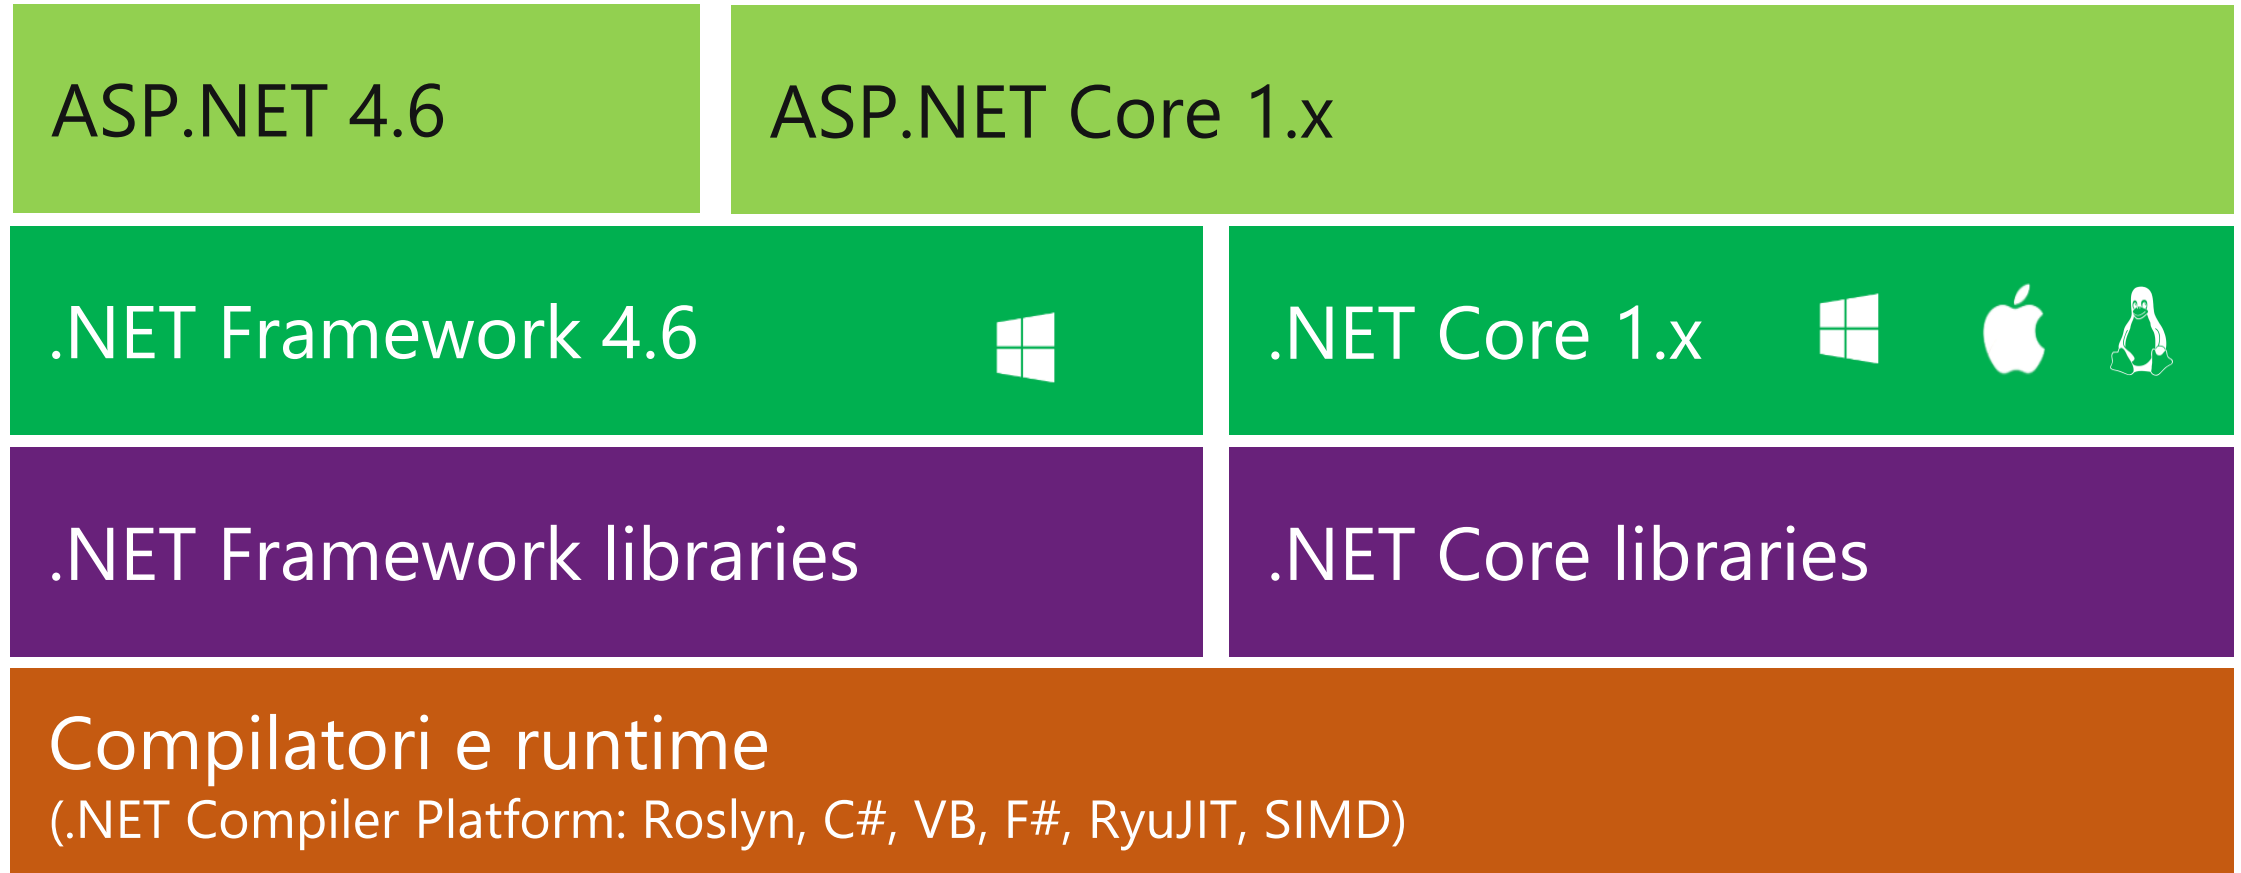 ASP.NET 4.6
ASP.NET Core 1.x
.NET Framework 4.6
.NET Core 1.x
.NET Framework libraries
.NET Core libraries
Compilatori e runtime
(.NET Compiler Platform: Roslyn, C#, VB, F#, RyuJIT, SIMD)